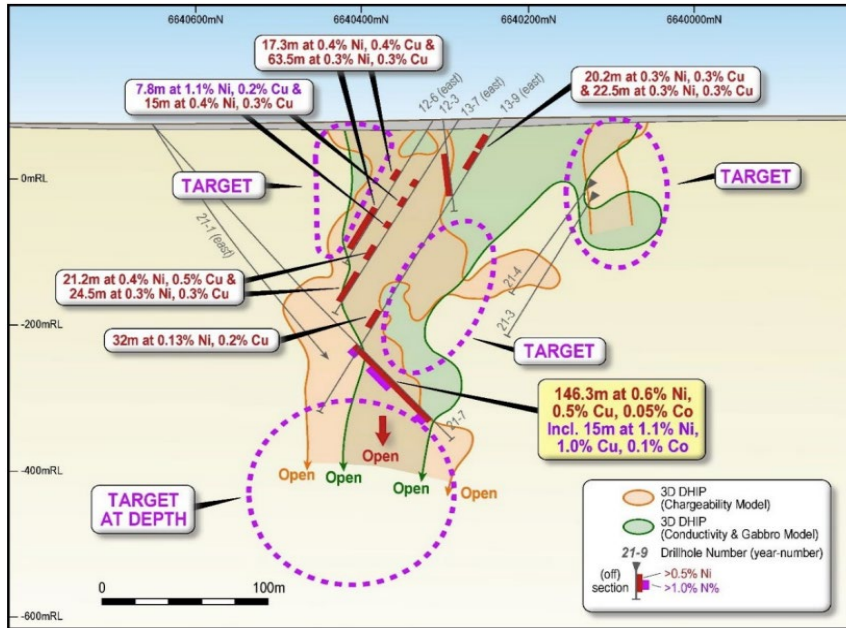 6640600mN
6640400mN
6640200mN
6640000mN
17.3m at 0.4% Ni, 0.4% Cu &
63.5m at 0.3% Ni, 0.3% Cu
7.8m at 1.1% Ni, 0.2% Cu &
15m at 0.4% Ni, 0.3% Cu
12-6 (east)
12-3
13-7 (east)
13-9 (east)
20.2m at 0.3% Ni, 0.3% Cu
& 22.5m at 0.3% Ni, 0.3% Cu
0mRL
TARGET
TARGET
21-1 (east)
21.2m at 0.4% Ni, 0.5% Cu &
24.5m at 0.3% Ni, 0.3% Cu
21-4
21-3
-200mRL
32m at 0.13% Ni, 0.2% Cu
TARGET
146.3m at 0.6% Ni,
0.5% Cu, 0.05% Co
Incl. 15m at 1.1% Ni,
1.0% Cu, 0.1% Co
21-7
Open
-400mRL
Open
Open
Open
Open
TARGET
AT DEPTH
3D DHIP
(Chargeability Model)
3D DHIP
(Conductivity & Gabbro Model)
21-9 Drillhole Number (year-number)
(off)
section
>0.5% Ni
>1.0% N%
0
100m
-600mRL